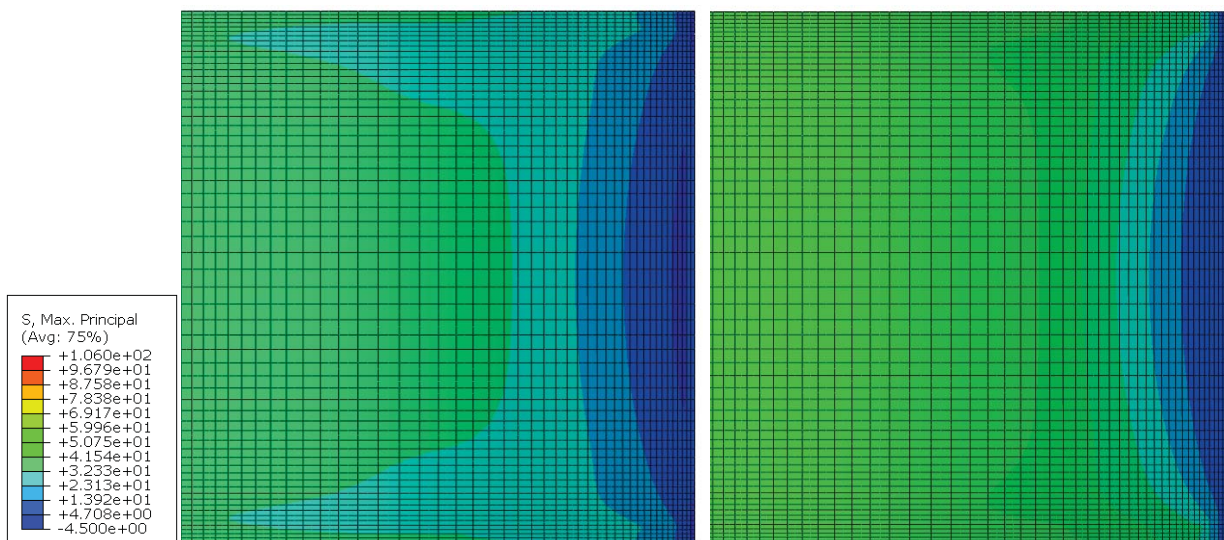 S, Max. Principal
(Avg: 75%)
+1.060e+02
+9.679e+01
+8.758e+01
+7.838e+01
+6.917e+01
+5.996e+01
+5.075e+01
+4.154e+01
+3.233e+01
+2.313e+01
+1.392e+01
+4.708e+00
-4.500e+00